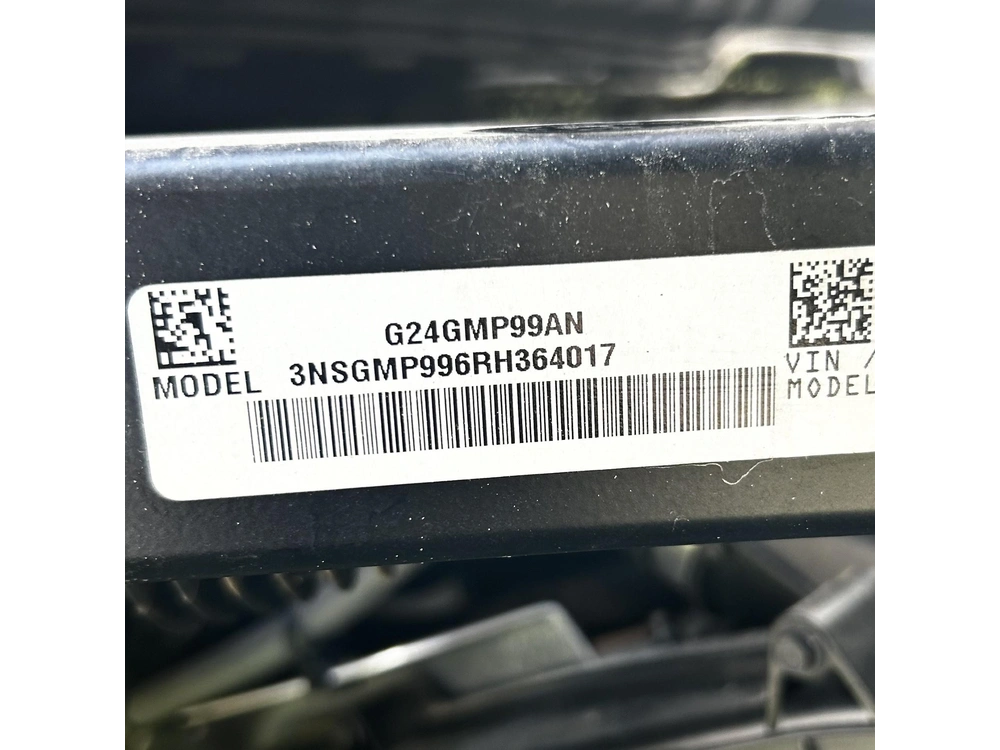 G24GMP99AN
3NSGMP996RH364017
MODEL
VIN /
MODEL